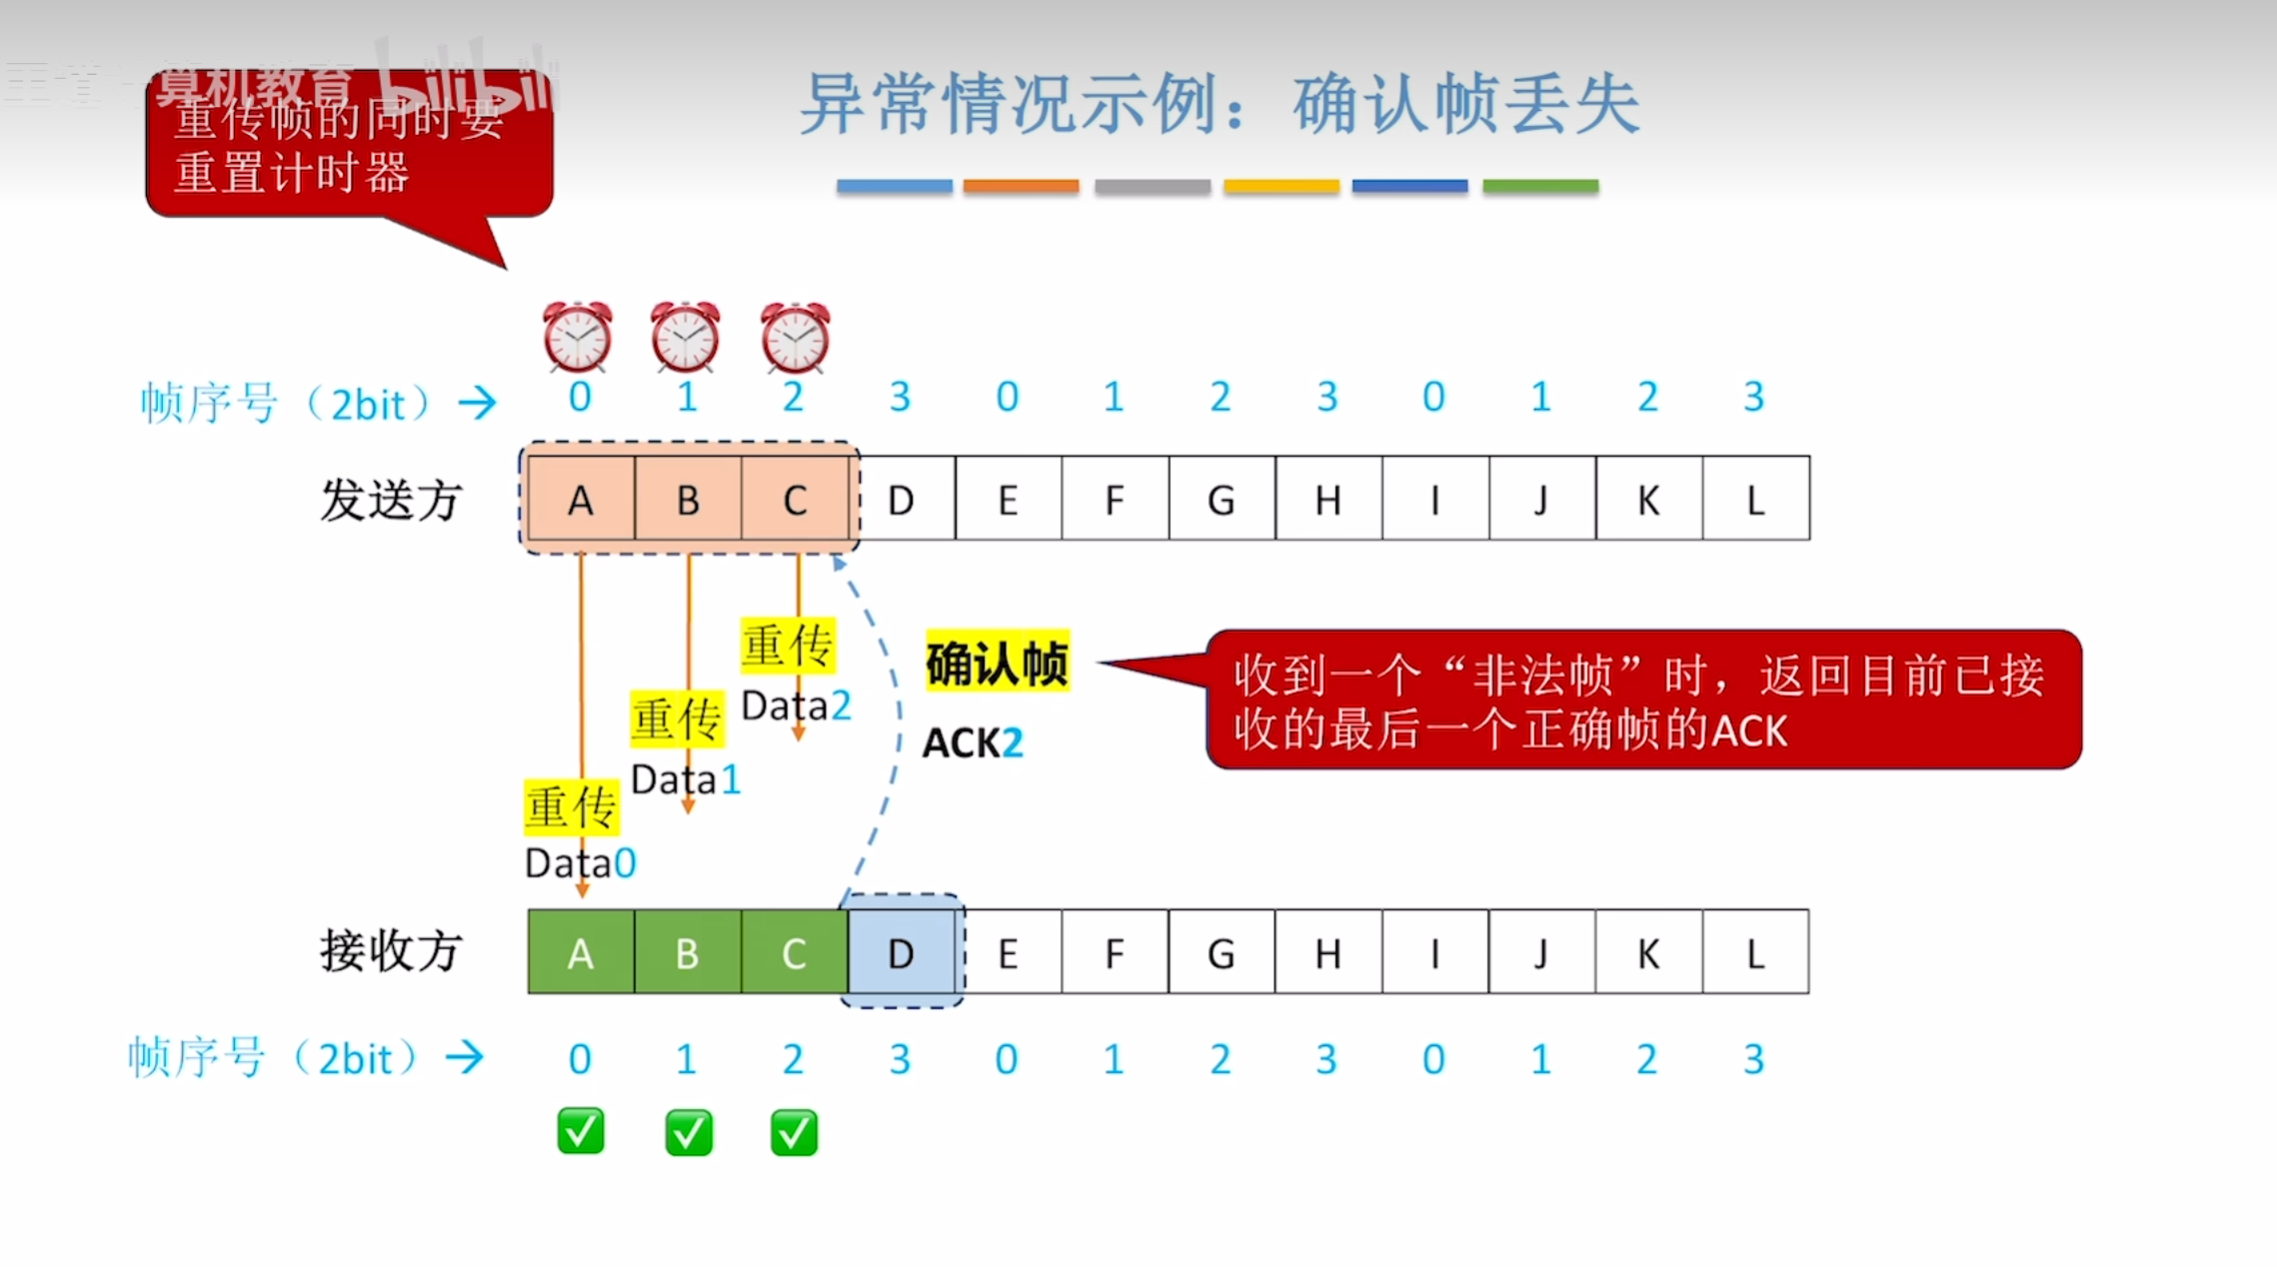 算机教育 bilibili
重传帧的同时要
重置计时器
异常情况示例：确认帧丢失
帧序号（2bit）→ 0 1 2 3 0 1 2 3 0 1 2 3
发送方 A B C D E F G H I J K L
重传
Data2
重传
Data1
重传
Data0
确认帧
ACK2
收到一个“非法帧”时，返回目前已接
收的最后一个正确帧的ACK
接收方 A B C D E F G H I J K L
帧序号（2bit）→ 0 1 2 3 0 1 2 3 0 1 2 3